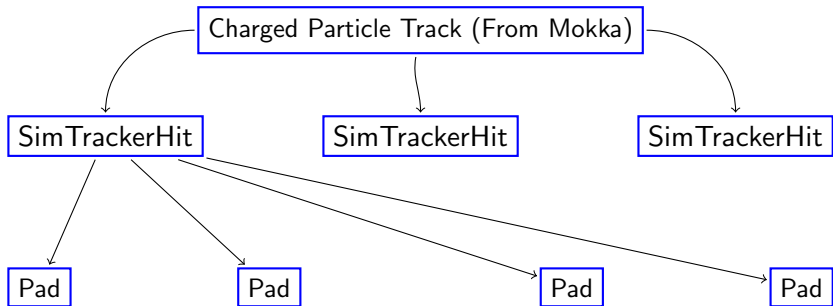 Charged Particle Track (From Mokka)
SimTrackerHit
SimTrackerHit
SimTrackerHit
Pad
Pad
Pad
Pad